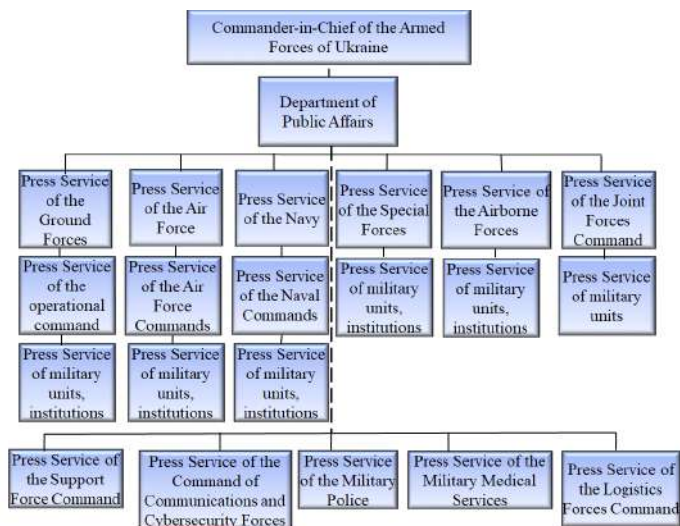 Commander-in-Chief of the Armed
Forces of Ukraine
Department of
Public Affairs
Press Service
of the
Ground
Forces
Press Service
of the Air
Force
Press Service
of the Navy
Press Service
of the Special
Forces
Press Service of
the Airborne
Forces
Press Service
of the Joint
Forces
Command
Press Service
of the
operational
command
Press Service
of the Air
Force
Commands
Press Service
of the Naval
Commands
Press Service
of military
units,
institutions
Press Service
of military
units,
institutions
Press Service
of military
units
Press Service
of military
units,
institutions
Press Service
of military
units,
institutions
Press Service
of military
units,
institutions
Press Service of
the Support
Force Command
Press Service of the
Command of
Communications and
Cybersecurity Forces
Press Service
of the Military
Police
Press Service of the
Military Medical
Services
Press Service of
the Logistics
Forces Command